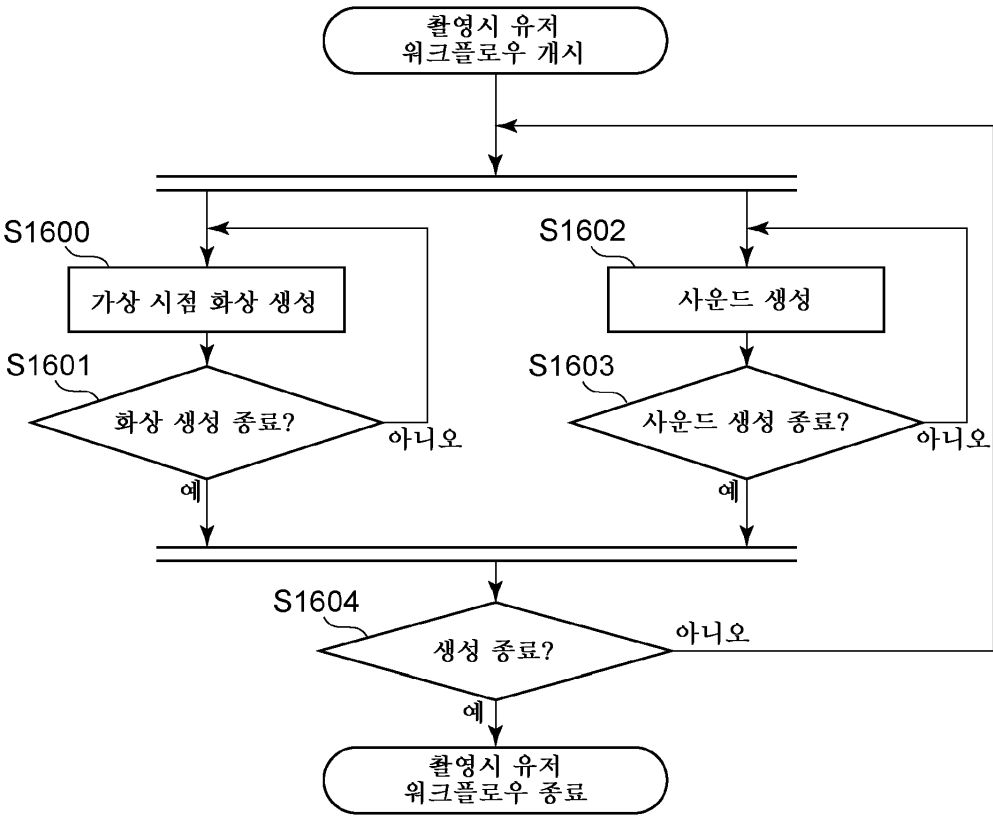 촬영시 유저
워크플로우 개시
S1600
가상 시점 화상 생성
S1601
화상 생성 종료?
아니오
예
S1602
사운드 생성
S1603
사운드 생성 종료?
아니오
예
S1604
생성 종료?
아니오
예
촬영시 유저
워크플로우 종료